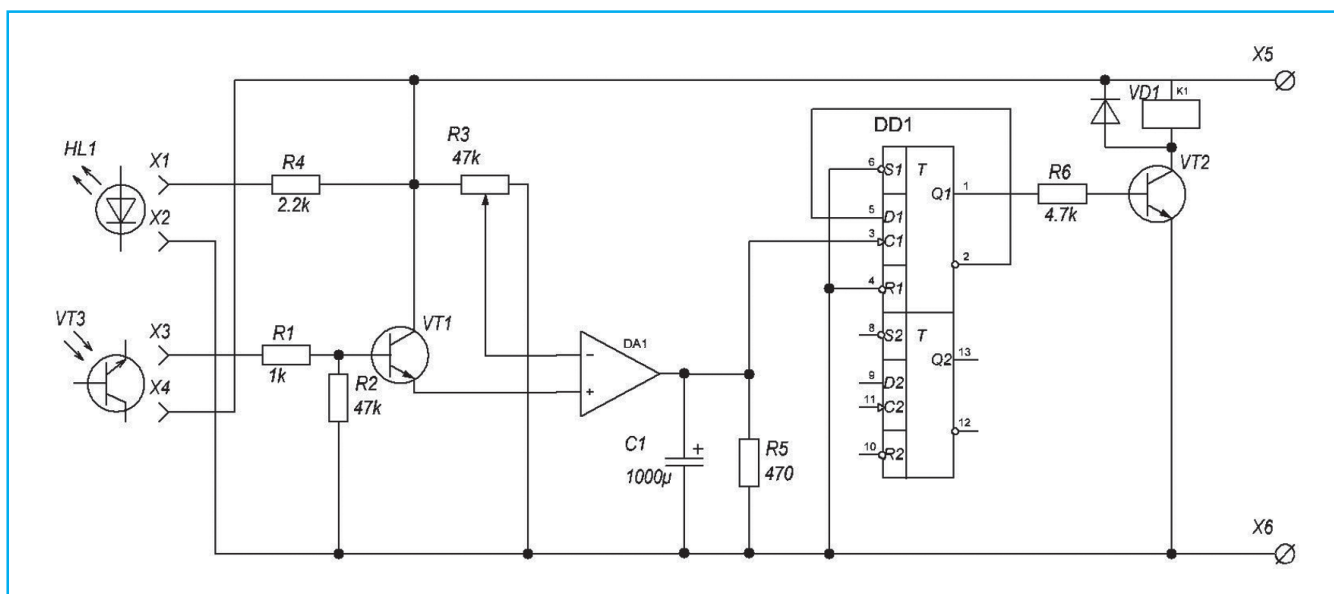 X5
HL1
X1
X2
R4
2.2k
R3
47k
VD1
K1
VT2
VT3
X3
X4
R1
1k
R2
47k
VT1
DA1
−
+
C1
1000μ
+
R5
470
DD1
6 S1 T
Q1 1
5 D1
3 C1
2
4 R1
8 S2 T
Q2 13
9 D2
11 C2
12
10 R2
R6
4.7k
X6